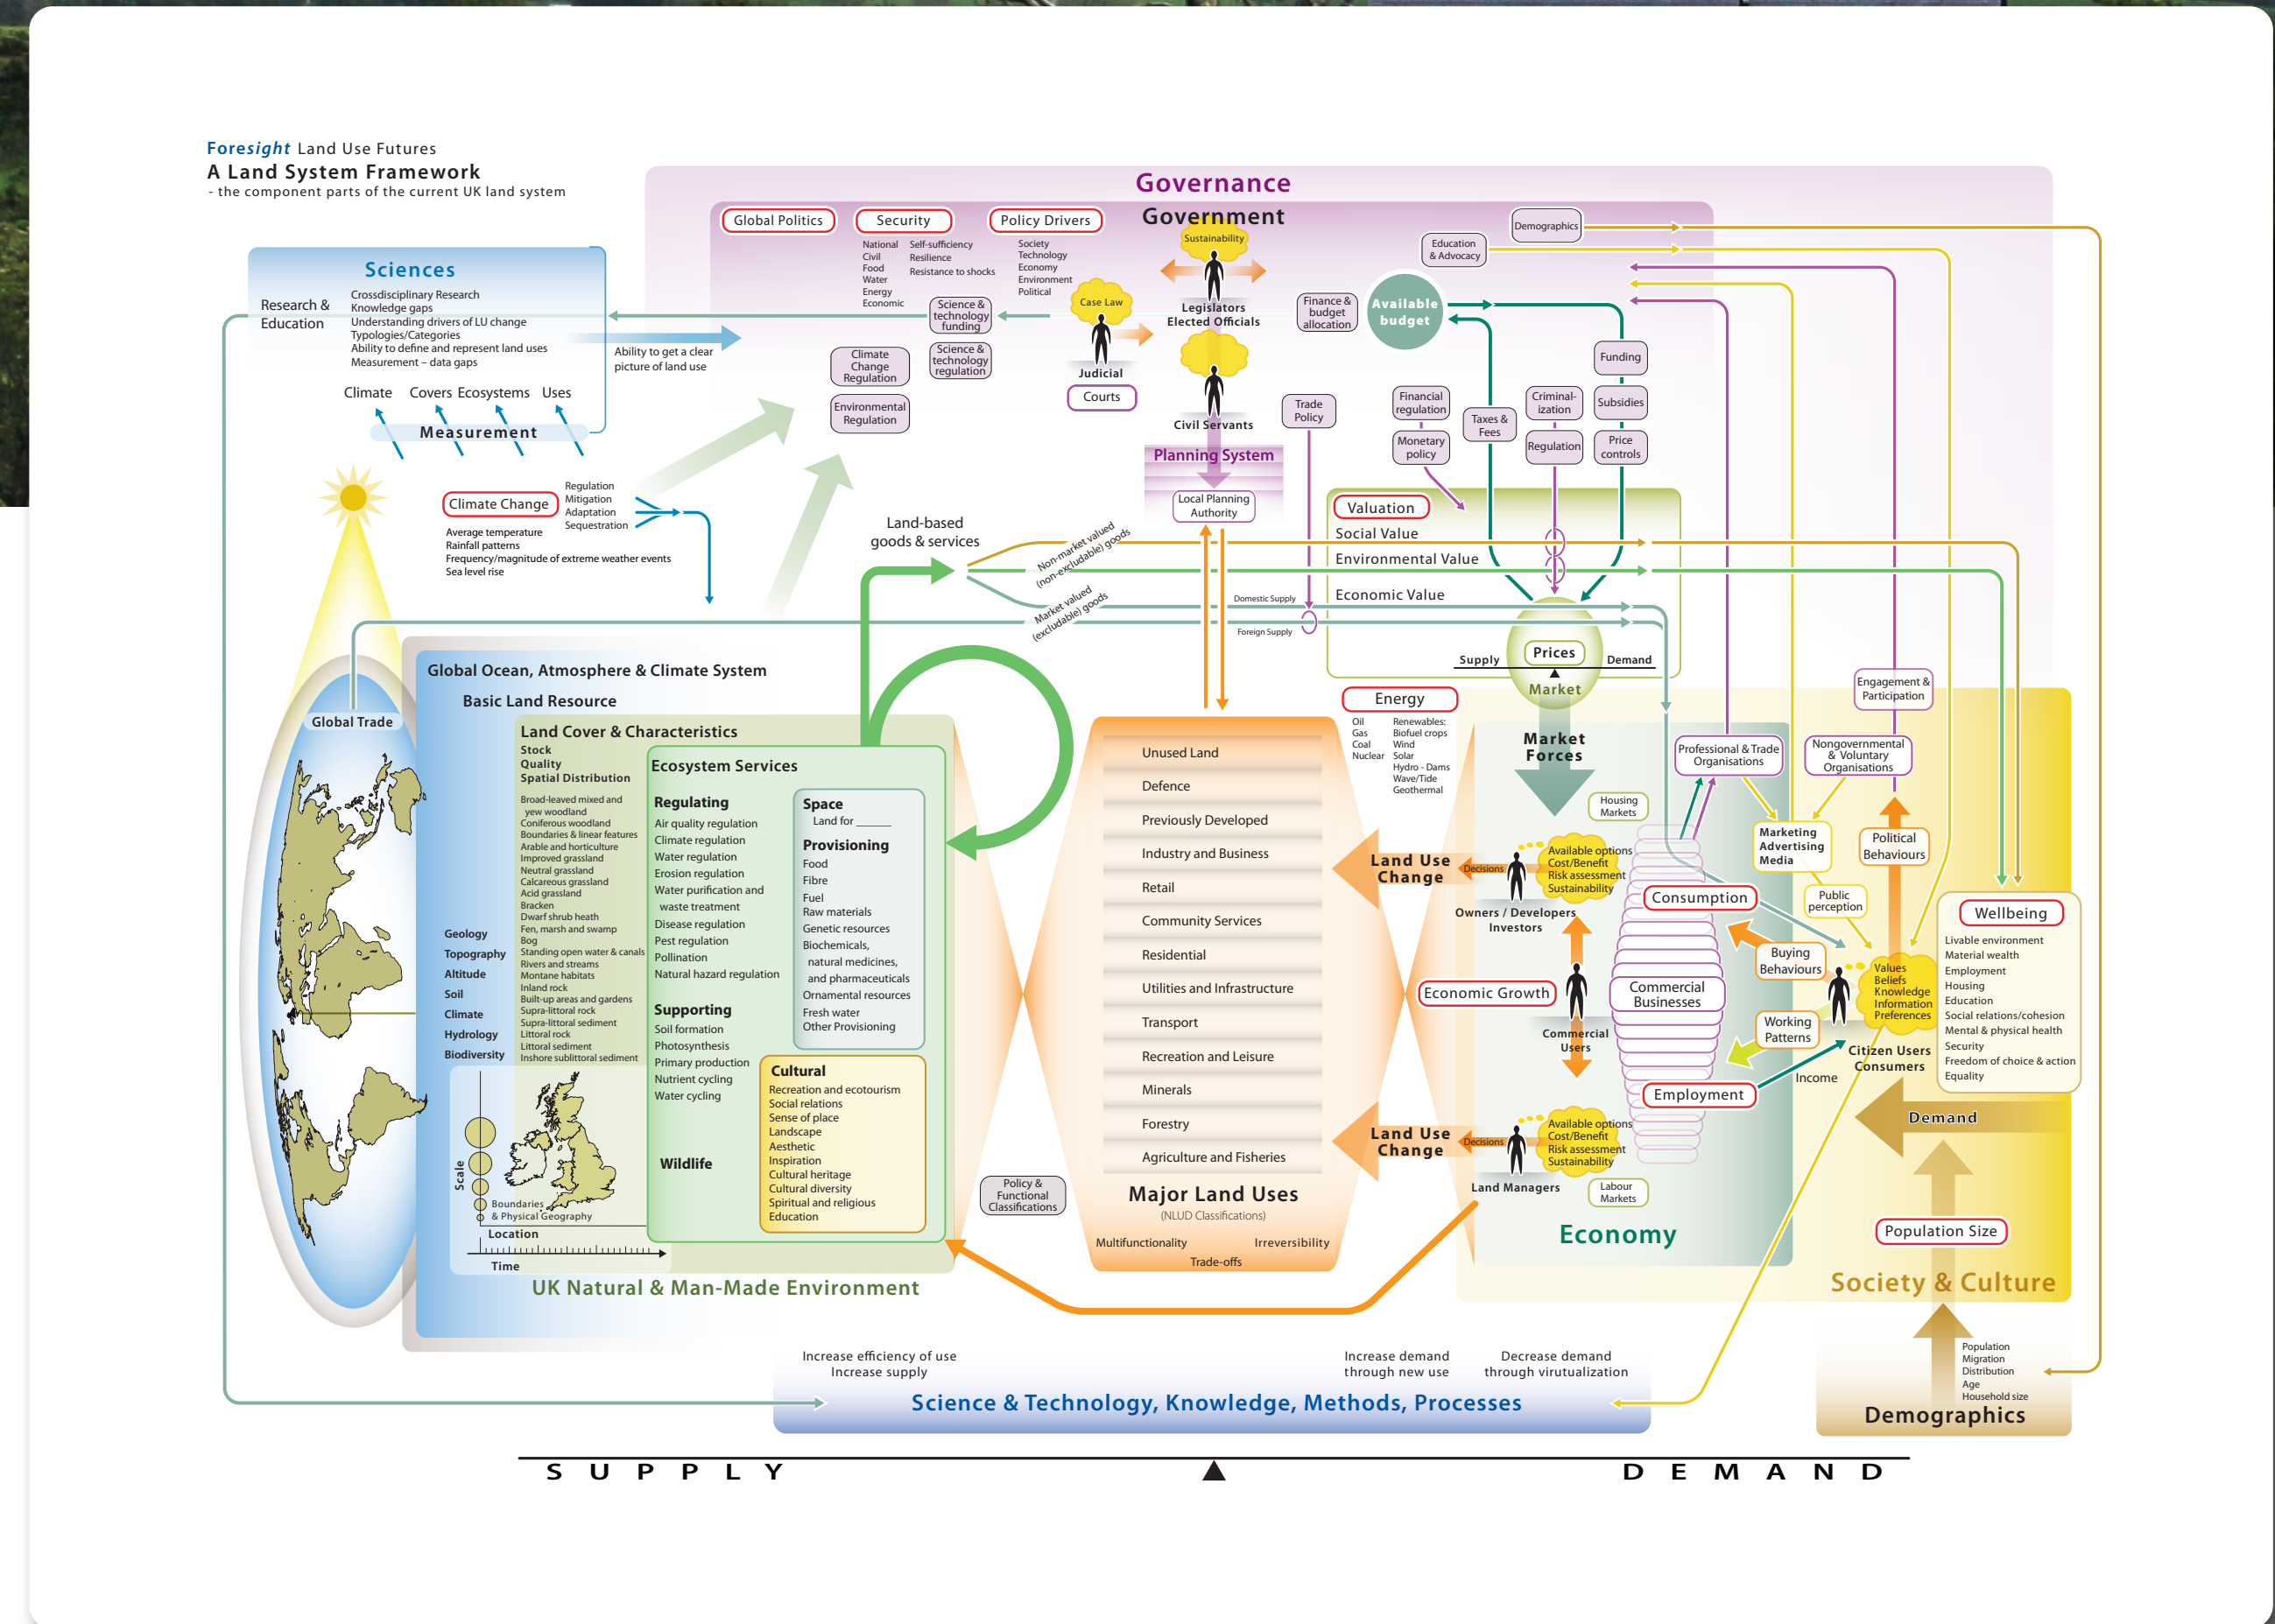 Foresight Land Use Futures
A Land System Framework
- the component parts of the current UK land system
Governance
Government
Global Politics
Security
National
Civil
Food
Water
Energy
Economic
Self-sufficiency
Resilience
Resistance to shocks
Policy Drivers
Society
Technology
Economy
Environment
Political
Sustainability
Legislators
Elected Officials
Case Law
Judicial
Courts
Civil Servants
Science &
technology
funding
Science &
technology
regulation
Climate
Change
Regulation
Environmental
Regulation
Planning System
Local Planning
Authority
Finance &
budget
allocation
Available
budget
Education
& Advocacy
Demographics
Trade
Policy
Financial
regulation
Monetary
policy
Taxes &
Fees
Criminal-
ization
Regulation
Funding
Subsidies
Price
controls
Sciences
Research &
Education
Crossdisciplinary Research
Knowledge gaps
Understanding drivers of LU change
Typologies/Categories
Ability to define and represent land uses
Measurement – data gaps
Climate
Covers
Ecosystems
Uses
Measurement
Ability to get a clear
picture of land use
Climate Change
Regulation
Mitigation
Adaptation
Sequestration
Average temperature
Rainfall patterns
Frequency/magnitude of extreme weather events
Sea level rise
Land-based
goods & services
Non-market valued
(non-excludable) goods
Market valued
(excludable) goods
Domestic Supply
Foreign Supply
Valuation
Social Value
Environmental Value
Economic Value
Supply
Prices
Demand
Market
Global Trade
Global Ocean, Atmosphere & Climate System
Basic Land Resource
Geology
Topography
Altitude
Soil
Climate
Hydrology
Biodiversity
Land Cover & Characteristics
Stock
Quality
Spatial Distribution
Broad-leaved mixed and
yew woodland
Coniferous woodland
Boundaries & linear features
Arable and horticulture
Improved grassland
Neutral grassland
Calcareous grassland
Acid grassland
Bracken
Dwarf shrub heath
Fen, marsh and swamp
Bog
Standing open water & canals
Rivers and streams
Montane habitats
Inland rock
Built-up areas and gardens
Supra-littoral rock
Supra-littoral sediment
Littoral rock
Littoral sediment
Inshore sublittoral sediment
Scale
Boundaries
& Physical Geography
Location
Time
Ecosystem Services
Regulating
Air quality regulation
Climate regulation
Water regulation
Erosion regulation
Water purification and
waste treatment
Disease regulation
Pest regulation
Pollination
Natural hazard regulation
Supporting
Soil formation
Photosynthesis
Primary production
Nutrient cycling
Water cycling
Wildlife
Space
Land for ______
Provisioning
Food
Fibre
Fuel
Raw materials
Genetic resources
Biochemicals,
natural medicines,
and pharmaceuticals
Ornamental resources
Fresh water
Other Provisioning
Cultural
Recreation and ecotourism
Social relations
Sense of place
Landscape
Aesthetic
Inspiration
Cultural heritage
Cultural diversity
Spiritual and religious
Education
UK Natural & Man-Made Environment
Policy &
Functional
Classifications
Unused Land
Defence
Previously Developed
Industry and Business
Retail
Community Services
Residential
Utilities and Infrastructure
Transport
Recreation and Leisure
Minerals
Forestry
Agriculture and Fisheries
Major Land Uses
(NLUD Classifications)
Multifunctionality
Irreversibility
Trade-offs
Energy
Oil
Gas
Coal
Nuclear
Renewables:
Biofuel crops
Wind
Solar
Hydro - Dams
Wave/Tide
Geothermal
Market
Forces
Housing
Markets
Land Use
Change
Decisions
Available options
Cost/Benefit
Risk assessment
Sustainability
Owners / Developers
Investors
Economic Growth
Commercial
Users
Commercial
Businesses
Consumption
Employment
Land Use
Change
Decisions
Available options
Cost/Benefit
Risk assessment
Sustainability
Land Managers
Labour
Markets
Economy
Professional & Trade
Organisations
Nongovernmental
& Voluntary
Organisations
Engagement &
Participation
Marketing
Advertising
Media
Political
Behaviours
Public
perception
Buying
Behaviours
Working
Patterns
Income
Values
Beliefs
Knowledge
Information
Preferences
Citizen Users
Consumers
Wellbeing
Livable environment
Material wealth
Employment
Housing
Education
Social relations/cohesion
Mental & physical health
Security
Freedom of choice & action
Equality
Demand
Population Size
Society & Culture
Population
Migration
Distribution
Age
Household size
Demographics
Increase efficiency of use
Increase supply
Increase demand
through new use
Decrease demand
through virutualization
Science & Technology, Knowledge, Methods, Processes
SUPPLY
DEMAND